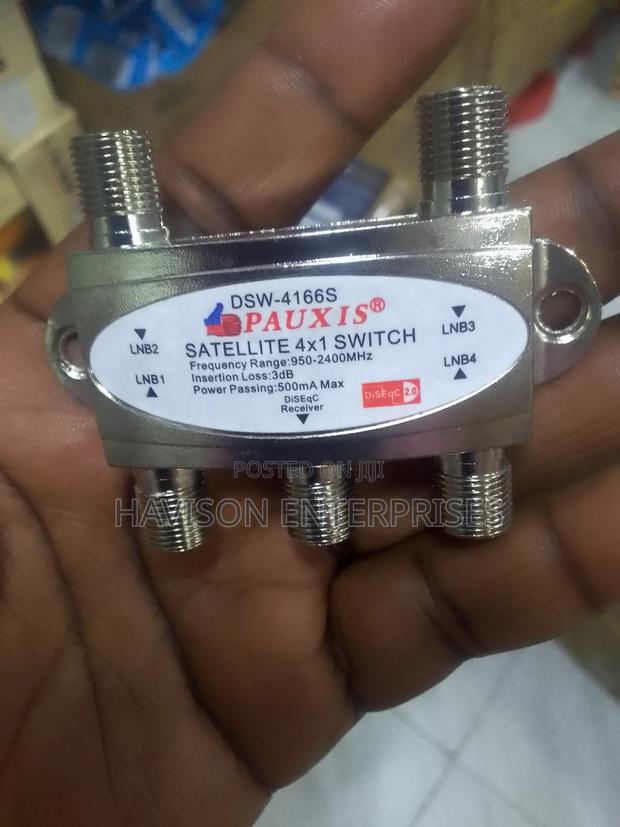 DSW-4166S
PAUXIS®
SATELLITE 4x1 SWITCH
Frequency Range:950-2400MHz
Insertion Loss:3dB
Power Passing:500mA Max
DiSEqC
Receiver
LNB2
LNB1
LNB3
LNB4
DiSEqC 2.0
POSTED ON JIJI
HAVISON ENTERPRISES